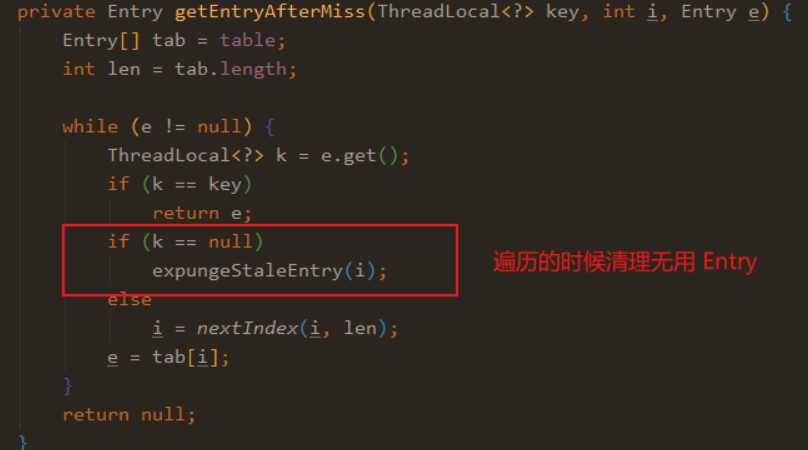 private Entry getEntryAfterMiss(ThreadLocal<?> key, int i, Entry e) {
    Entry[] tab = table;
    int len = tab.length;

    while (e != null) {
        ThreadLocal<?> k = e.get();
        if (k == key)
            return e;
        if (k == null)
            expungeStaleEntry(i);
遍历的时候清理无用 Entry
        else
            i = nextIndex(i, len);
        e = tab[i];
    }
    return null;
}